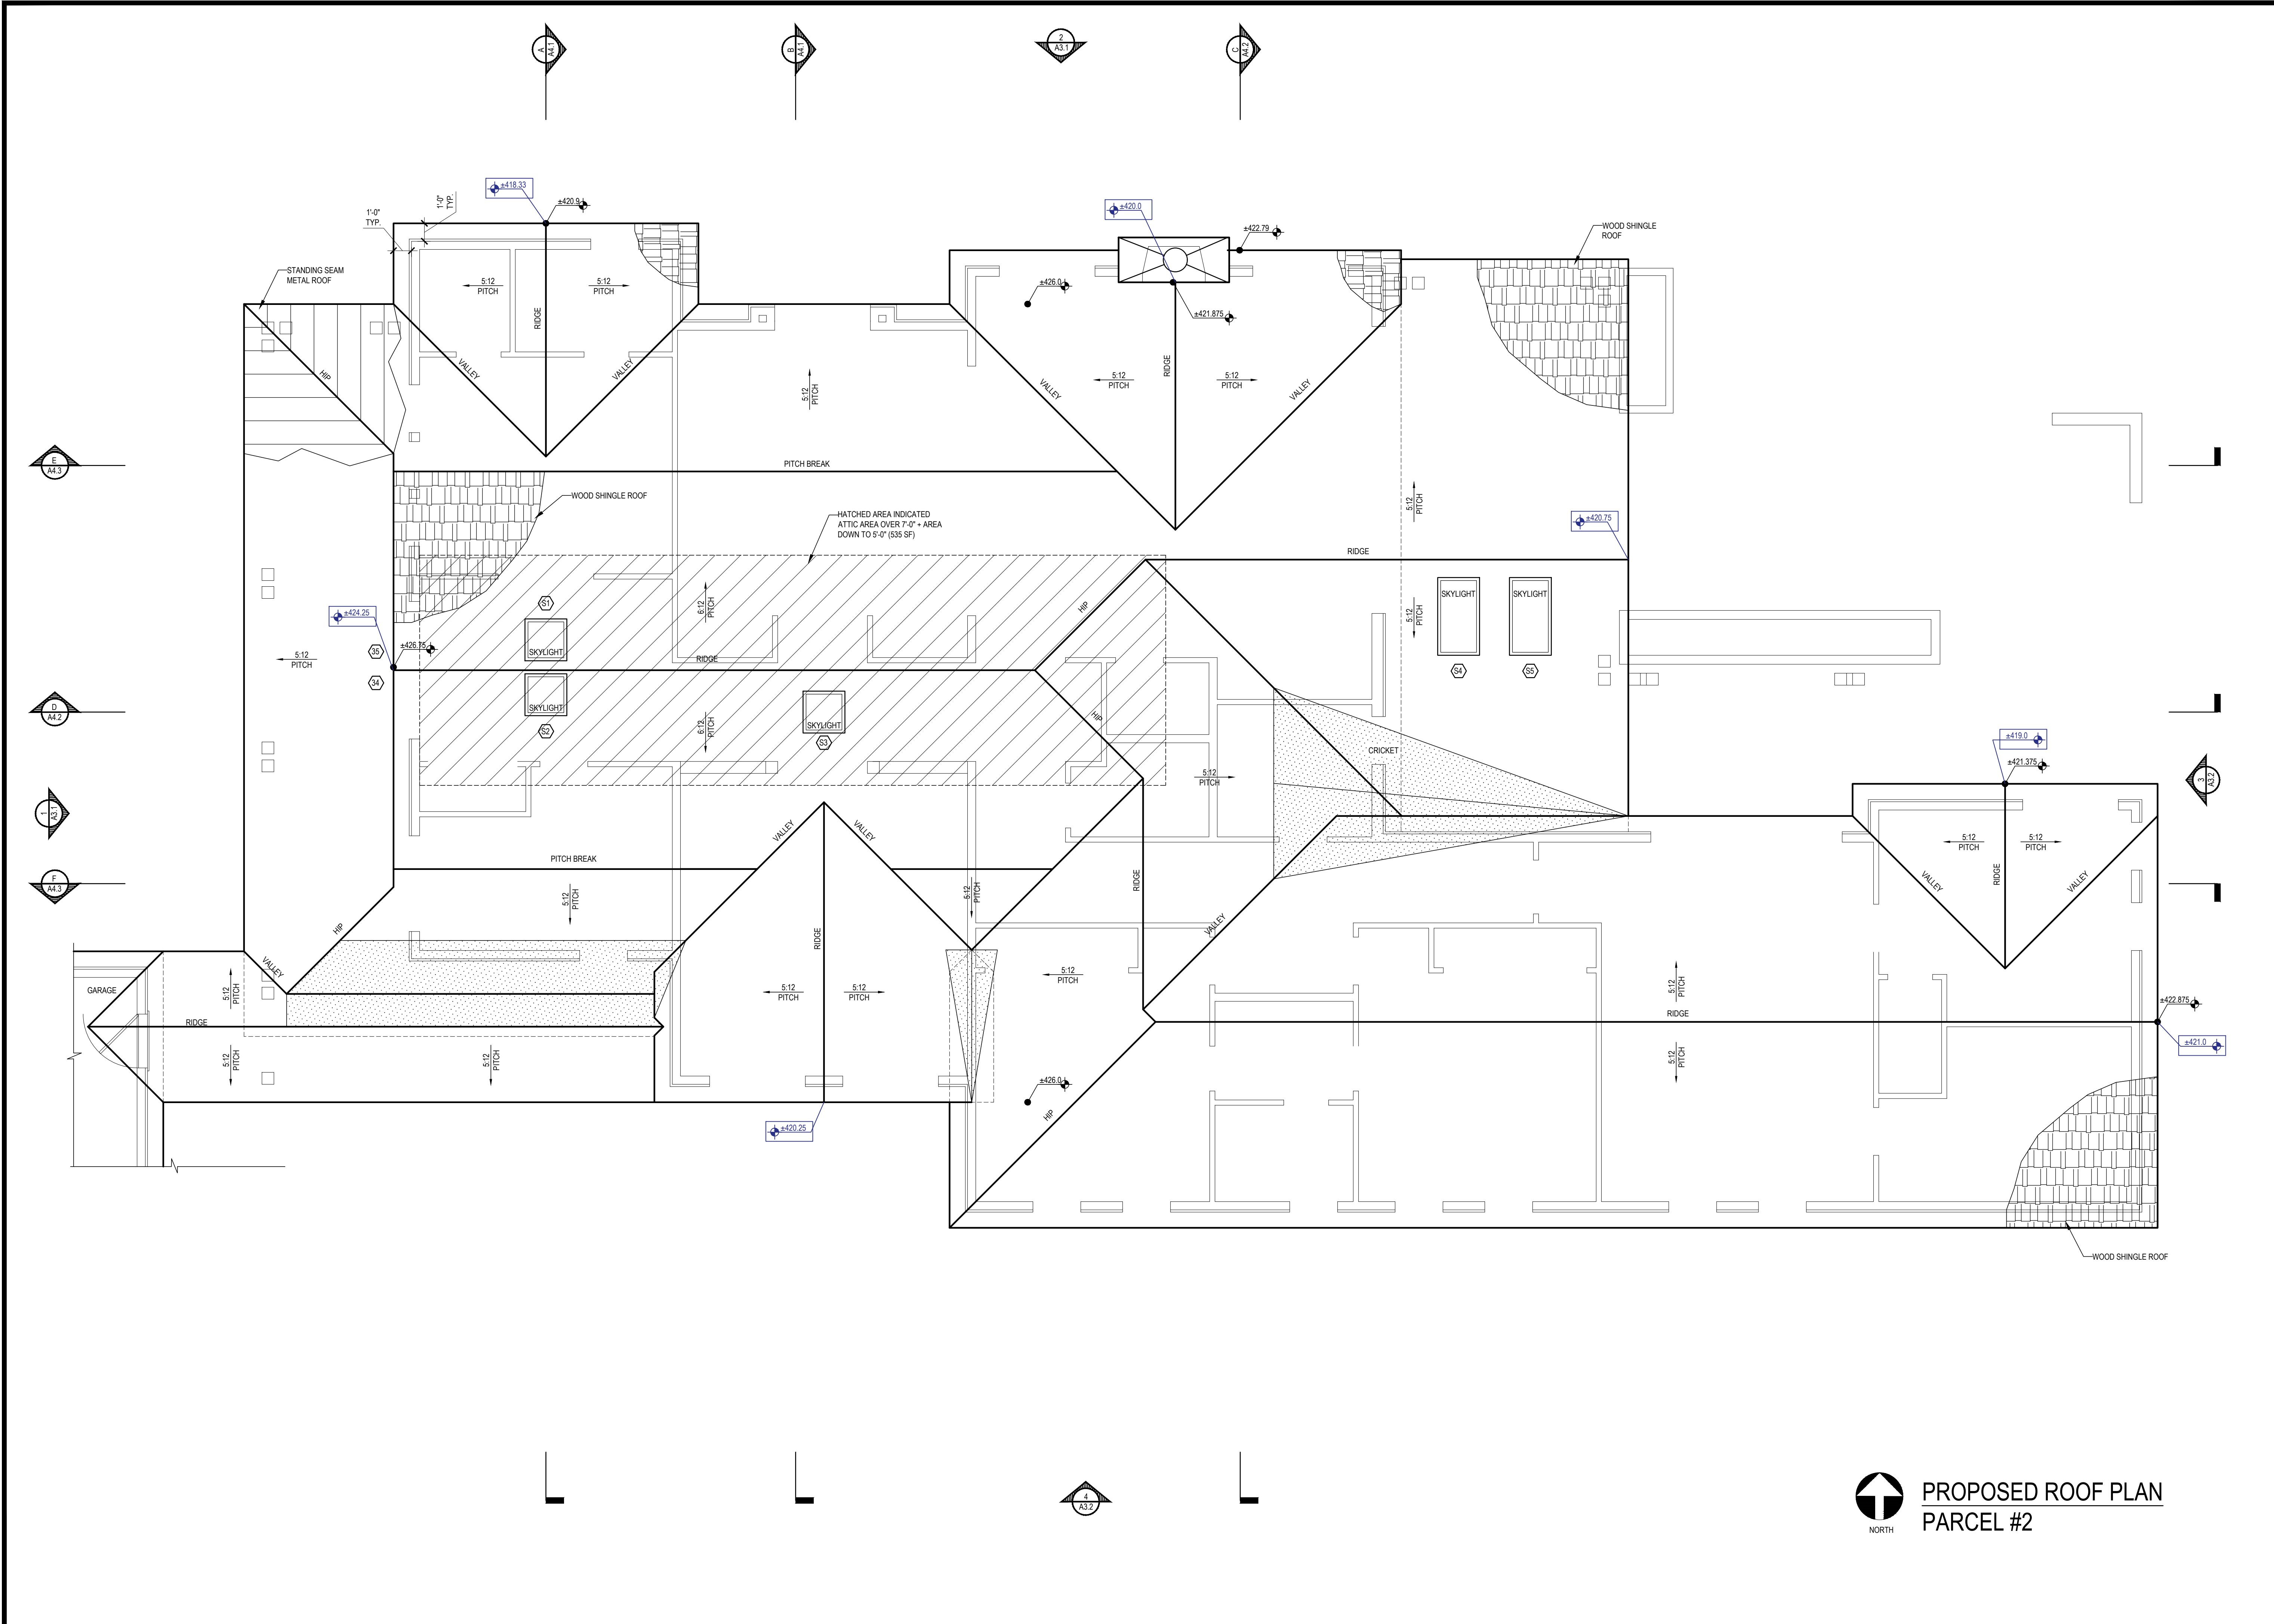 A
A4.1
B
A4.1
2
A3.1
C
A4.2
±418.33
±420.9
1'-0"
TYP.
1'-0"
TYP.
±420.0
±422.79
WOOD SHINGLE
ROOF
STANDING SEAM
METAL ROOF
5:12
PITCH
5:12
PITCH
RIDGE
VALLEY
VALLEY
HIP
±426.0
±421.875
RIDGE
5:12
PITCH
5:12
PITCH
5:12
PITCH
VALLEY
VALLEY
E
A4.3
PITCH BREAK
WOOD SHINGLE ROOF
HATCHED AREA INDICATED
ATTIC AREA OVER 7'-0" + AREA
DOWN TO 5'-0" (535 SF)
5:12
PITCH
±420.75
RIDGE
±424.25
35
34
±426.75
S1
SKYLIGHT
6:12
PITCH
HIP
5:12
PITCH
SKYLIGHT
SKYLIGHT
S4
S5
5:12
PITCH
RIDGE
D
A4.2
SKYLIGHT
S2
6:12
PITCH
SKYLIGHT
S3
HIP
CRICKET
5:12
PITCH
±419.0
±421.375
3
A3.2
1
A3.1
VALLEY
VALLEY
5:12
PITCH
5:12
PITCH
RIDGE
VALLEY
VALLEY
F
A4.3
PITCH BREAK
5:12
PITCH
5:12
PITCH
RIDGE
HIP
RIDGE
VALLEY
VALLEY
GARAGE
5:12
PITCH
5:12
PITCH
5:12
PITCH
5:12
PITCH
5:12
PITCH
±422.875
RIDGE
RIDGE
±421.0
5:12
PITCH
5:12
PITCH
5:12
PITCH
±426.0
HIP
±420.25
WOOD SHINGLE ROOF
4
A3.2
NORTH
PROPOSED ROOF PLAN
PARCEL #2